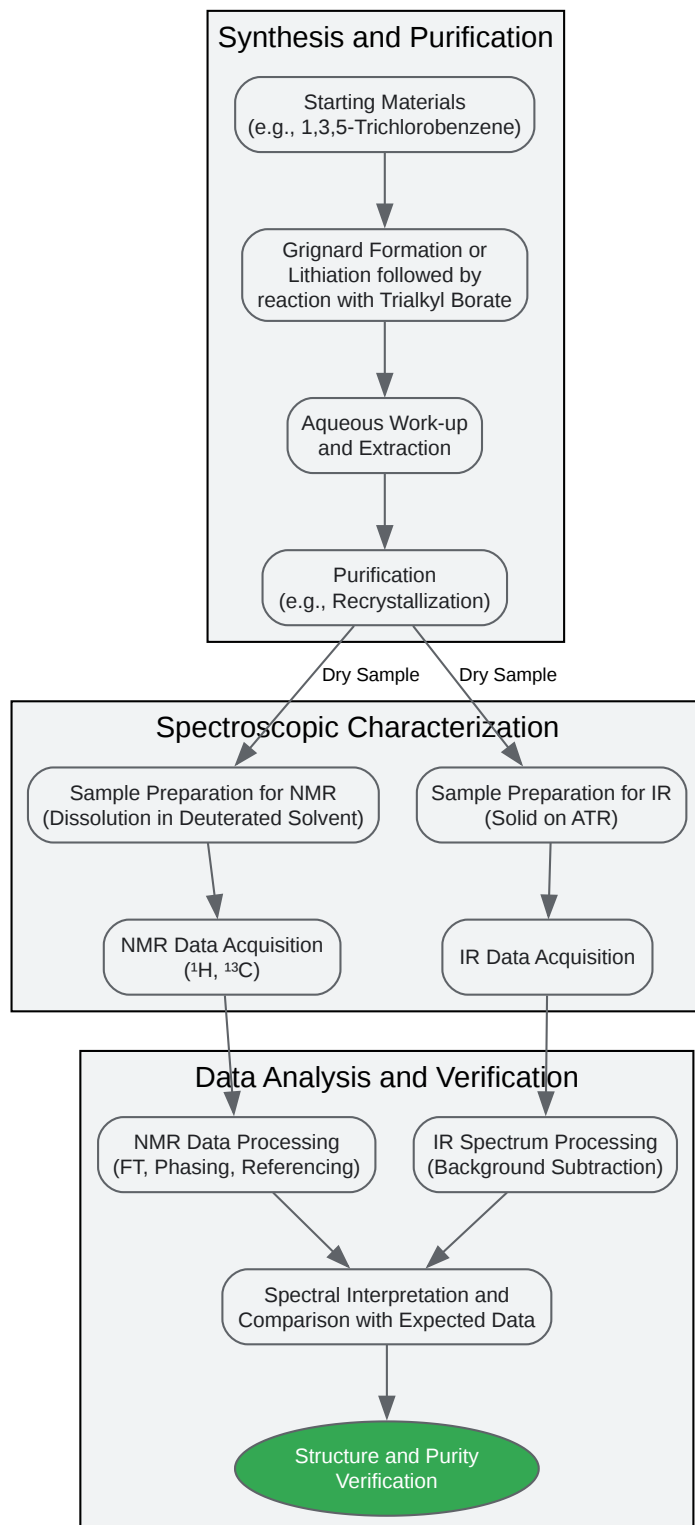 Synthesis and Purification
Starting Materials
(e.g., 1,3,5-Trichlorobenzene)
Grignard Formation or
Lithiation followed by
reaction with Trialkyl Borate
Aqueous Work-up
and Extraction
Purification
(e.g., Recrystallization)
Dry Sample
Dry Sample
Spectroscopic Characterization
Sample Preparation for NMR
(Dissolution in Deuterated Solvent)
Sample Preparation for IR
(Solid on ATR)
NMR Data Acquisition
(¹H, ¹³C)
IR Data Acquisition
Data Analysis and Verification
NMR Data Processing
(FT, Phasing, Referencing)
IR Spectrum Processing
(Background Subtraction)
Spectral Interpretation and
Comparison with Expected Data
Structure and Purity
Verification